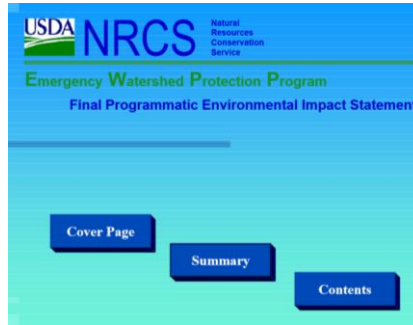 USDA NRCS
Natural
Resources
Conservation
Service
Emergency Watershed Protection Program
Final Programmatic Environmental Impact Statement
Cover Page
Summary
Contents